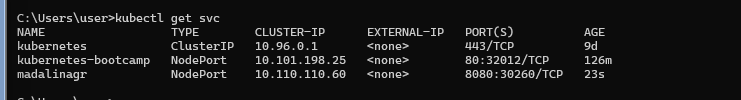 C:\Users\user>kubectl get svc
NAME TYPE CLUSTER-IP EXTERNAL-IP PORT(S) AGE
kubernetes ClusterIP 10.96.0.1 <none> 443/TCP 9d
kubernetes-bootcamp NodePort 10.101.198.25 <none> 80:32012/TCP 126m
madalinagr NodePort 10.110.110.60 <none> 8080:30260/TCP 23s